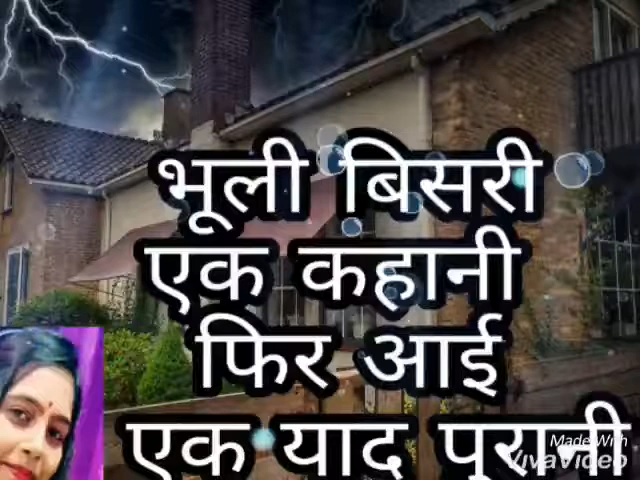 भूली बिसरी
एक कहानी
फिर आई
एक याद पुरानी
Made With
VivaVideo